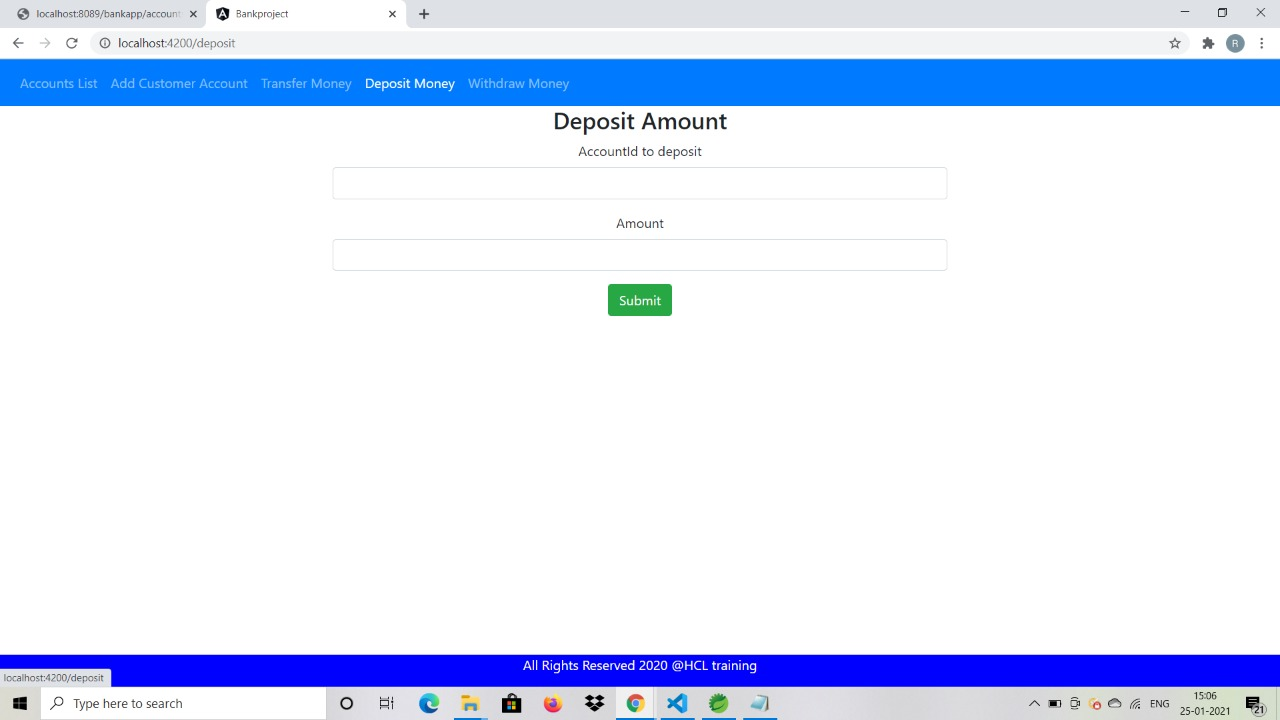 localhost:8089/bankapp/account
Bankproject
localhost:4200/deposit
R
Accounts List Add Customer Account Transfer Money Deposit Money Withdraw Money
Deposit Amount
AccountId to deposit
Amount
Submit
All Rights Reserved 2020 @HCL training
localhost:4200/deposit
Type here to search
ENG
15:06
25-01-2021
21